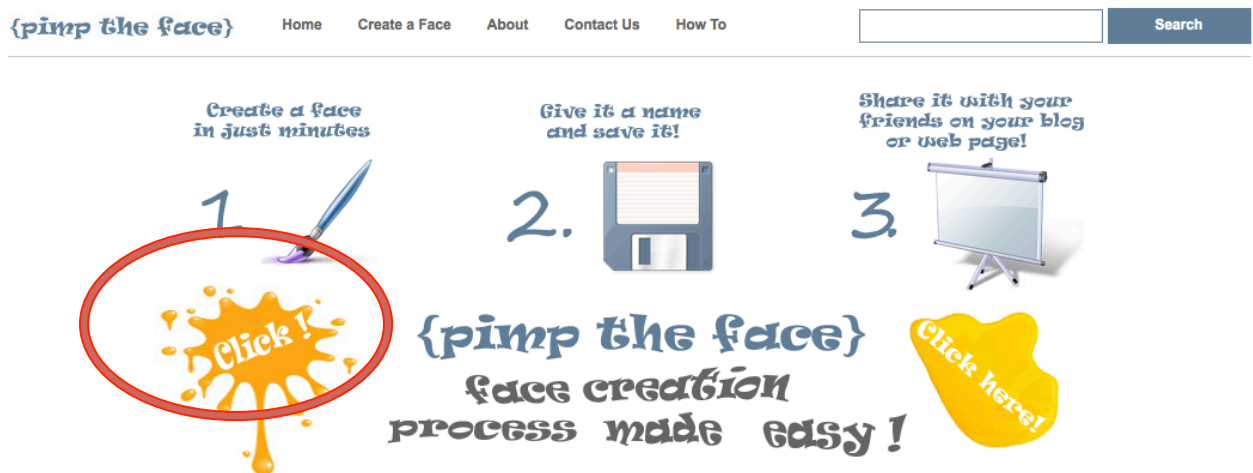 {pimp the face} Home Create a Face About Contact Us How To Search
Create a face
in just minutes
Give it a name
and save it!
Share it with your
friends on your blog
or web page!
1.
2.
3.
Click !
{pimp the face}
face creation
process made easy !
Click here!